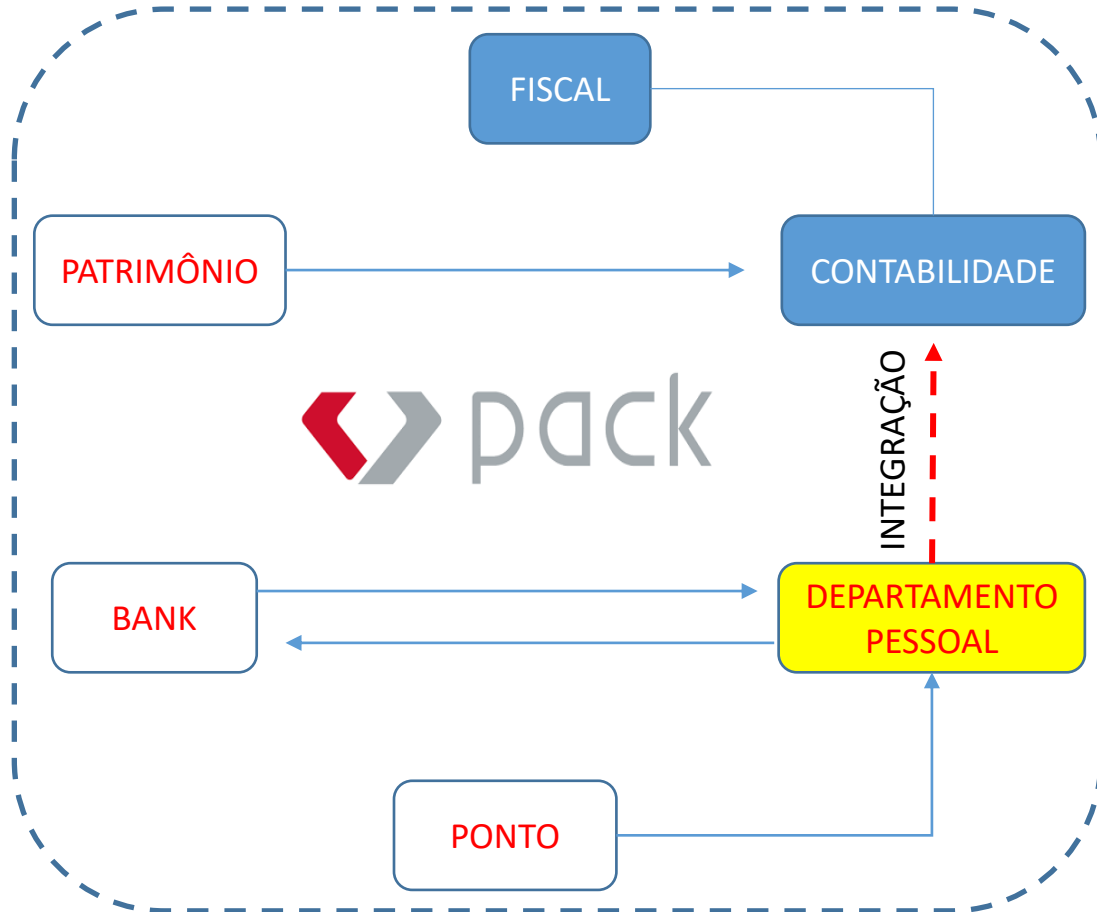 FISCAL
PATRIMÔNIO
CONTABILIDADE
INTEGRAÇÃO
pack
BANK
DEPARTAMENTO
PESSOAL
PONTO